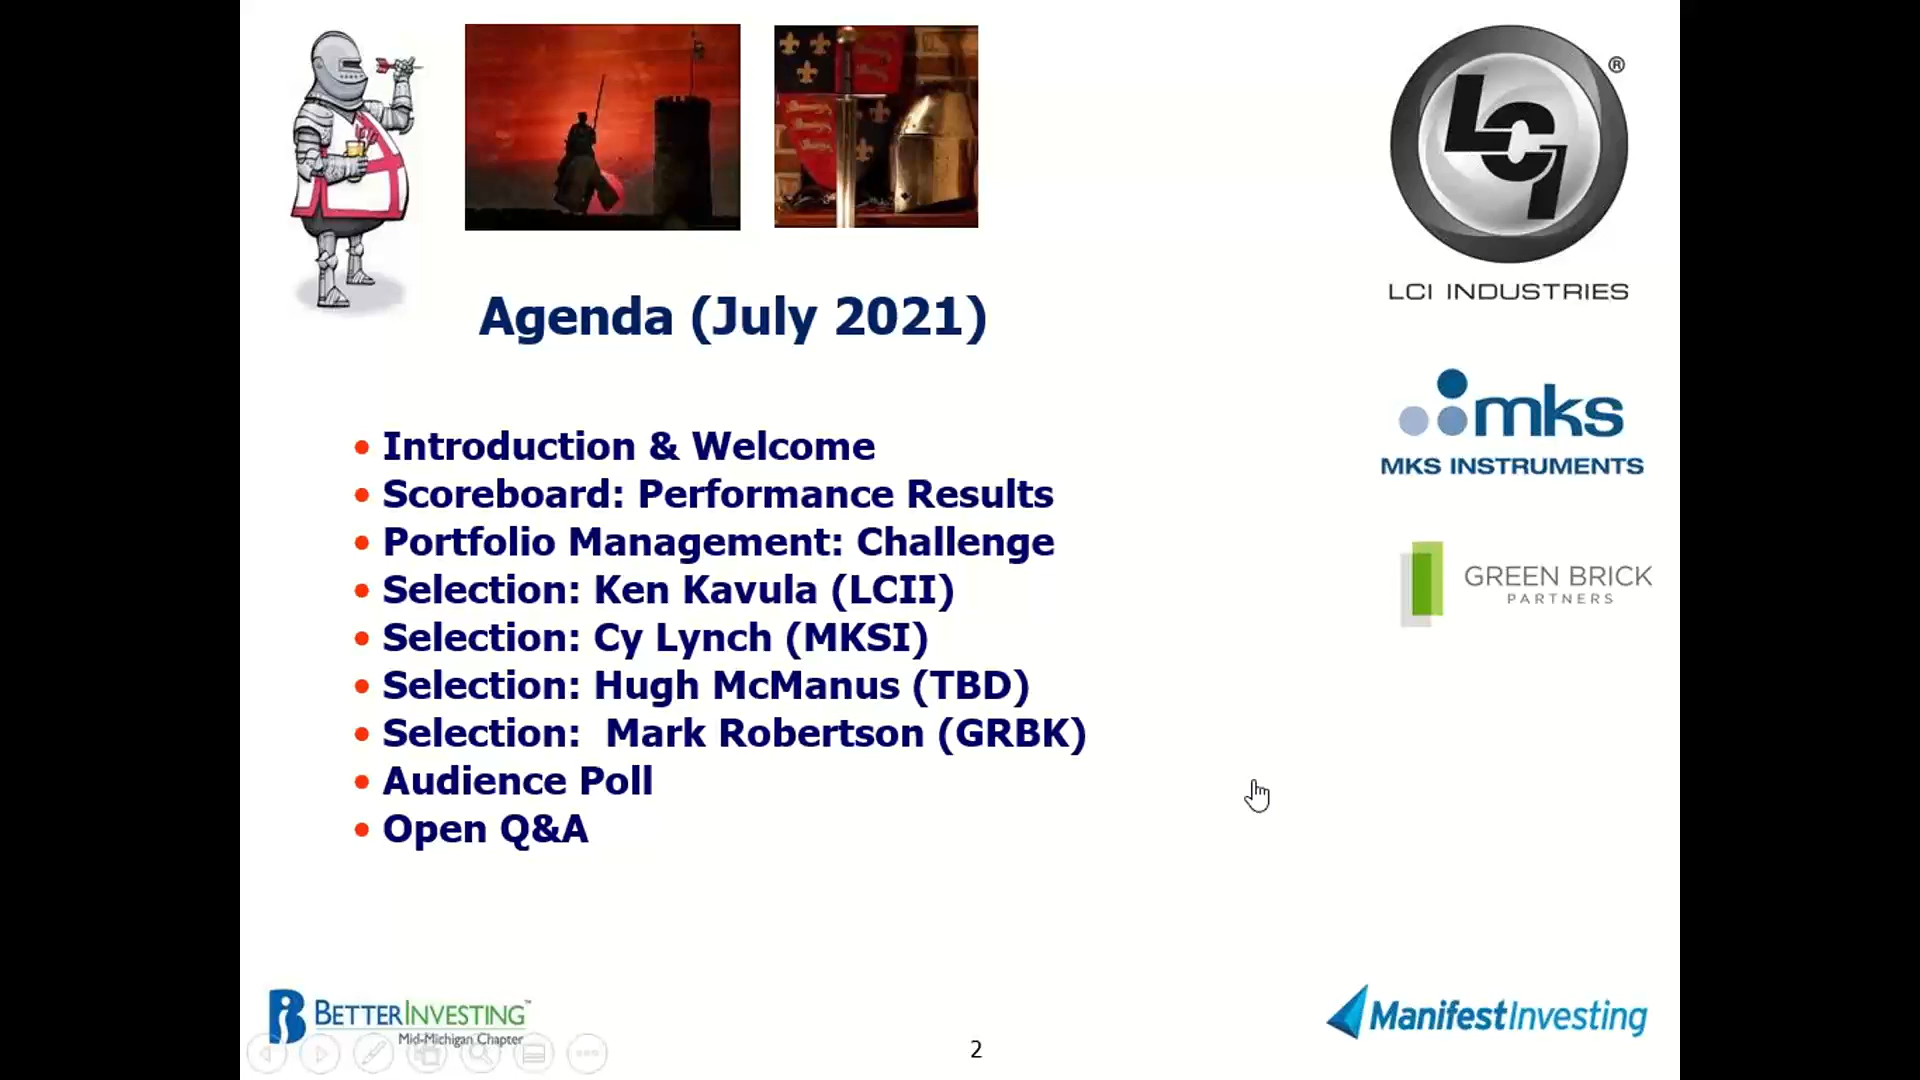 LCI
®
LCI INDUSTRIES
Agenda (July 2021)
mks
MKS INSTRUMENTS
• Introduction & Welcome
• Scoreboard: Performance Results
• Portfolio Management: Challenge
• Selection: Ken Kavula (LCII)
• Selection: Cy Lynch (MKSI)
• Selection: Hugh McManus (TBD)
• Selection:  Mark Robertson (GRBK)
• Audience Poll
• Open Q&A
GREEN BRICK
PARTNERS
BETTERINVESTING™
Mid-Michigan Chapter
2
ManifestInvesting